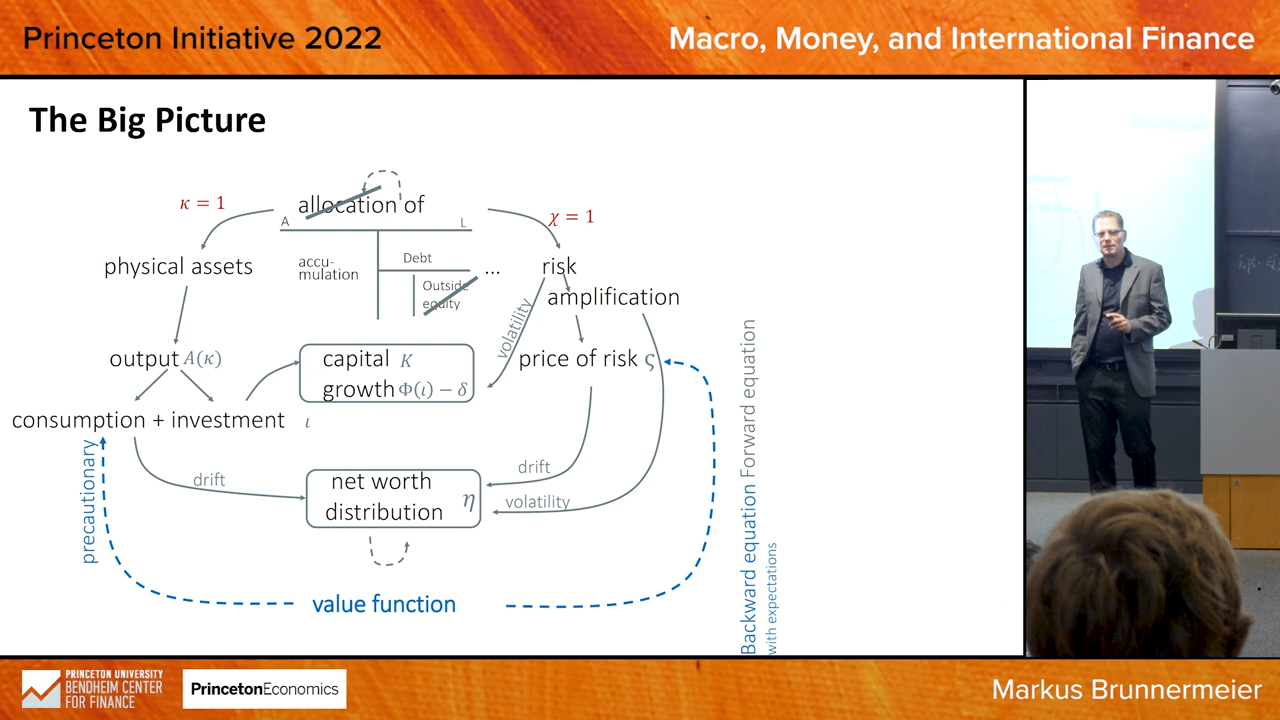 Princeton Initiative 2022
Macro, Money, and International Finance
The Big Picture
κ = 1
allocation of
χ = 1
A
L
physical assets
accu-
mulation
Debt
...
risk
Outside
equity
amplification
volatility
output A(κ)
capital K
growth Φ(ι) − δ
price of risk ς
consumption + investment ι
precautionary
drift
net worth
distribution η
drift
volatility
value function
Backward equation Forward equation
with expectations
PRINCETON UNIVERSITY
BENDHEIM CENTER
FOR FINANCE
PrincetonEconomics
Markus Brunnermeier